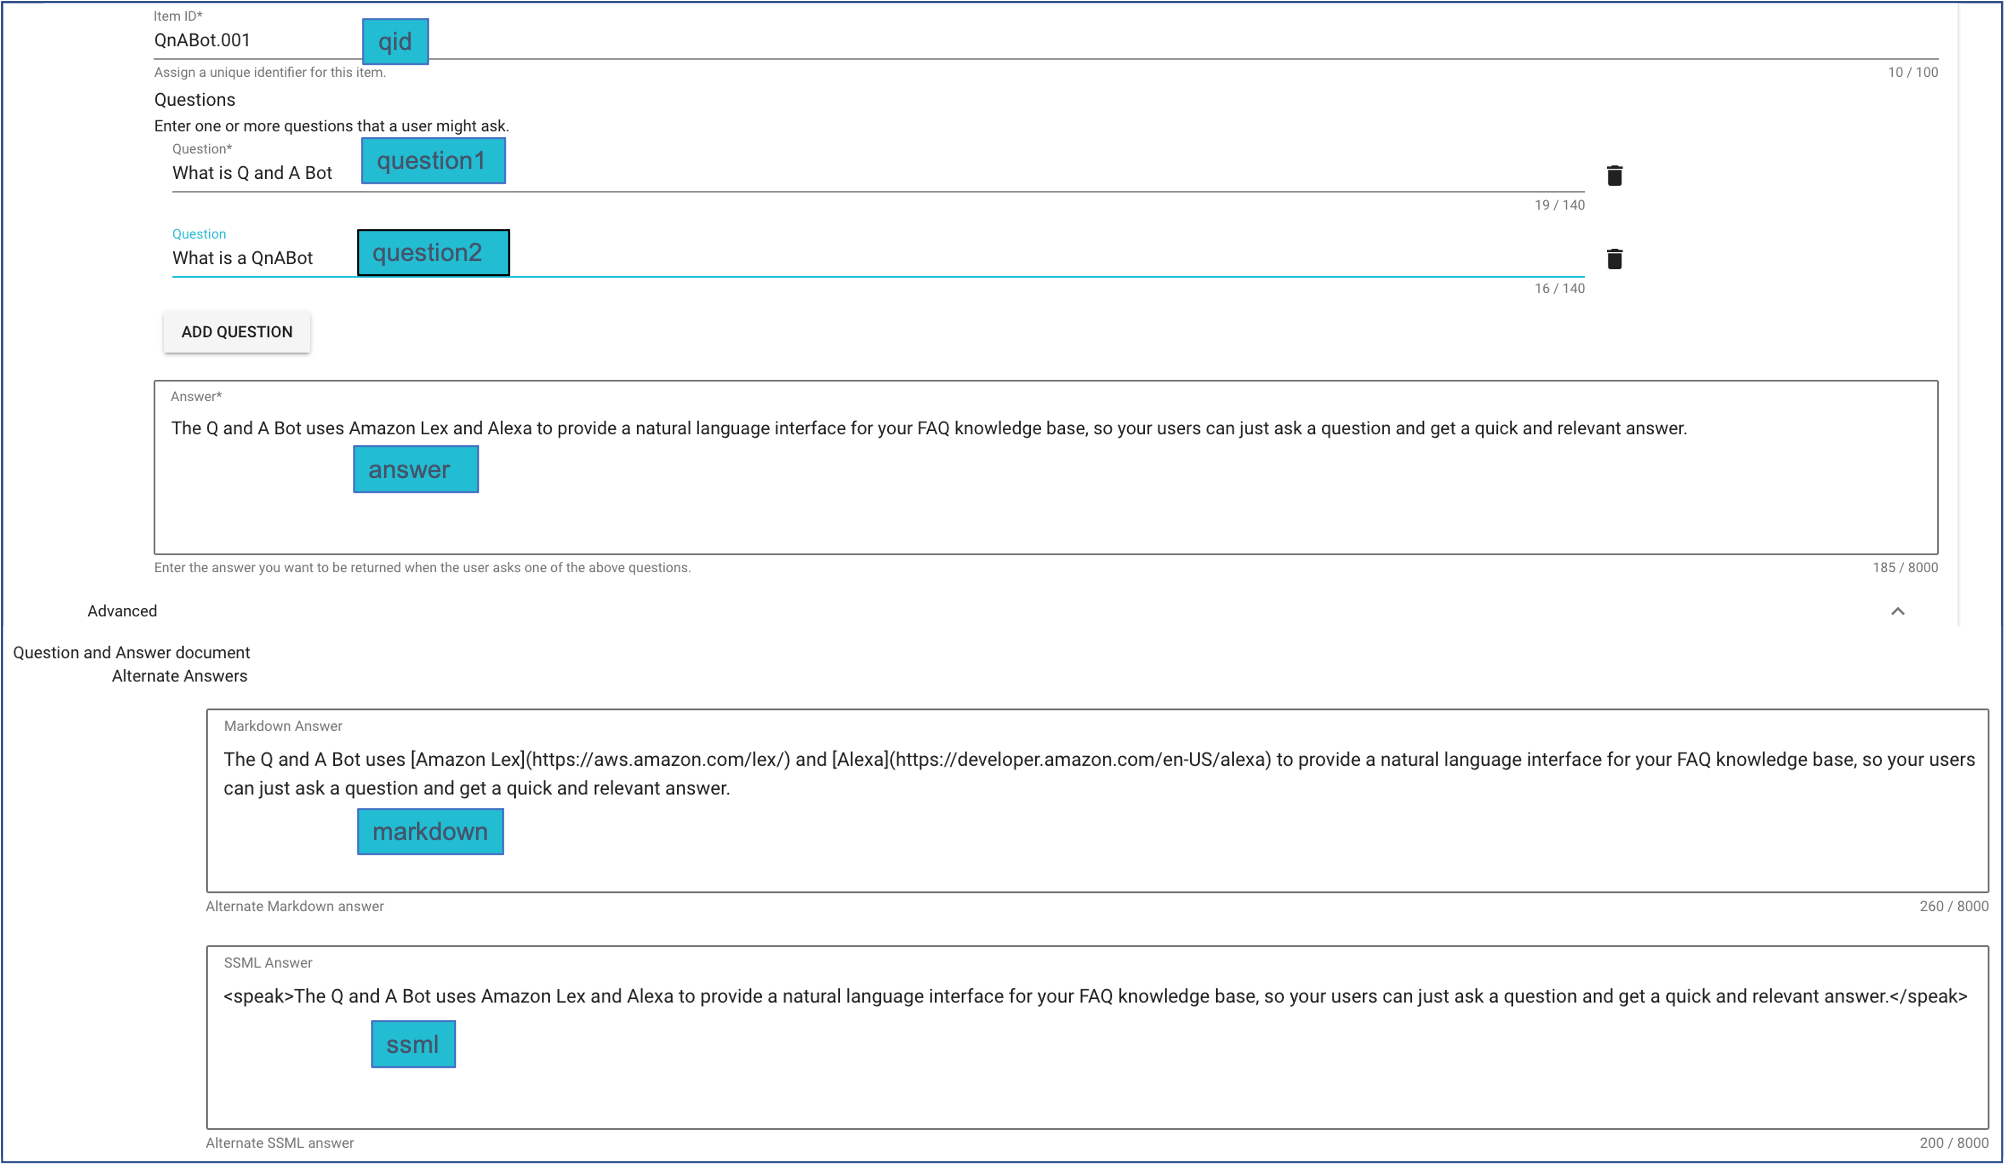 Item ID*
QnABot.001
qid
Assign a unique identifier for this item.
10 / 100
Questions
Enter one or more questions that a user might ask.
Question*
What is Q and A Bot
question1
19 / 140
Question
What is a QnABot
question2
16 / 140
ADD QUESTION
Answer*
The Q and A Bot uses Amazon Lex and Alexa to provide a natural language interface for your FAQ knowledge base, so your users can just ask a question and get a quick and relevant answer.
answer
Enter the answer you want to be returned when the user asks one of the above questions.
185 / 8000
Advanced
Question and Answer document
Alternate Answers
Markdown Answer
The Q and A Bot uses [Amazon Lex](https://aws.amazon.com/lex/) and [Alexa](https://developer.amazon.com/en-US/alexa) to provide a natural language interface for your FAQ knowledge base, so your users
can just ask a question and get a quick and relevant answer.
markdown
Alternate Markdown answer
260 / 8000
SSML Answer
<speak>The Q and A Bot uses Amazon Lex and Alexa to provide a natural language interface for your FAQ knowledge base, so your users can just ask a question and get a quick and relevant answer.</speak>
ssml
Alternate SSML answer
200 / 8000